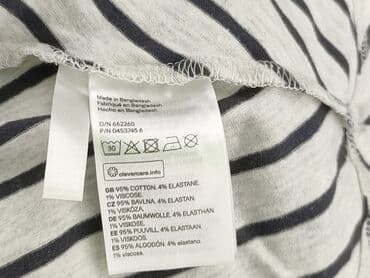 Made in Bangladesh
Fabriqué en Bangladesh
Hecho en Bangladesh
O/N 662260
P/N 0453745 6
30
clevercare.info
GB 95% COTTON, 4% ELASTANE,
1% VISCOSE.
CZ 95% BAVLNA, 4% ELASTAN,
1% VISKÓZA.
DE 95% BAUMWOLLE, 4% ELASTHAN,
1% VISKOSE.
EE 95% PUUVILL, 4% ELASTAAN,
1% VISKOOS.
ES 95% ALGODÓN, 4% elastano,
1% viscosa.